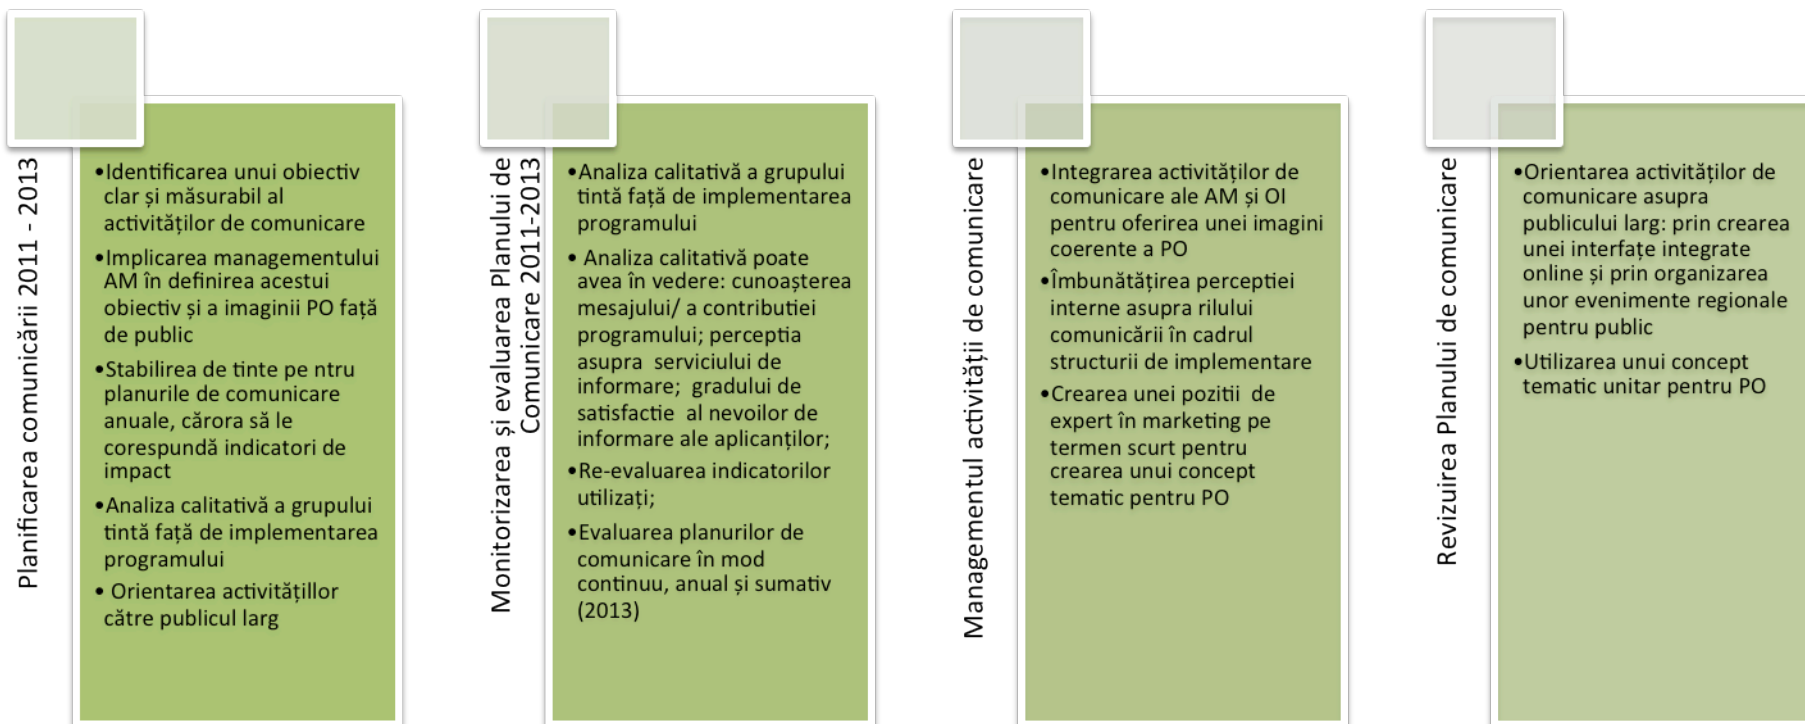 Planificarea comunicării 2011 - 2013
•Identificarea unui obiectiv
clar și măsurabil al
activităților de comunicare
•Implicarea managementului
AM în definirea acestui
obiectiv și a imaginii PO față
de public
•Stabilirea de tinte pe ntru
planurile de comunicare
anuale, cărora să le
corespundă indicatori de
impact
•Analiza calitativă a grupului
tintă față de implementarea
programului
• Orientarea activitățillor
către publicul larg
Monitorizarea și evaluarea Planului de
Comunicare 2011-2013
•Analiza calitativă a grupului
tintă față de implementarea
programului
• Analiza calitativă poate
avea în vedere: cunoașterea
mesajului/ a contributiei
programului; perceptia
asupra  serviciului de
informare;  gradului de
satisfactie  al nevoilor de
informare ale aplicanților;
•Re-evaluarea indicatorilor
utilizați;
•Evaluarea planurilor de
comunicare în mod
continuu, anual și sumativ
(2013)
Managementul activității de comunicare
•Integrarea activităților de
comunicare ale AM și OI
pentru oferirea unei imagini
coerente a PO
•Îmbunătățirea perceptiei
interne asupra rilului
comunicării în cadrul
structurii de implementare
•Crearea unei pozitii  de
expert în marketing pe
termen scurt pentru
crearea unui concept
tematic pentru PO
Revizuirea Planului de comunicare
•Orientarea activităților de
comunicare asupra
publicului larg: prin crearea
unei interfațe integrate
online și prin organizarea
unor evenimente regionale
pentru public
•Utilizarea unui concept
tematic unitar pentru PO